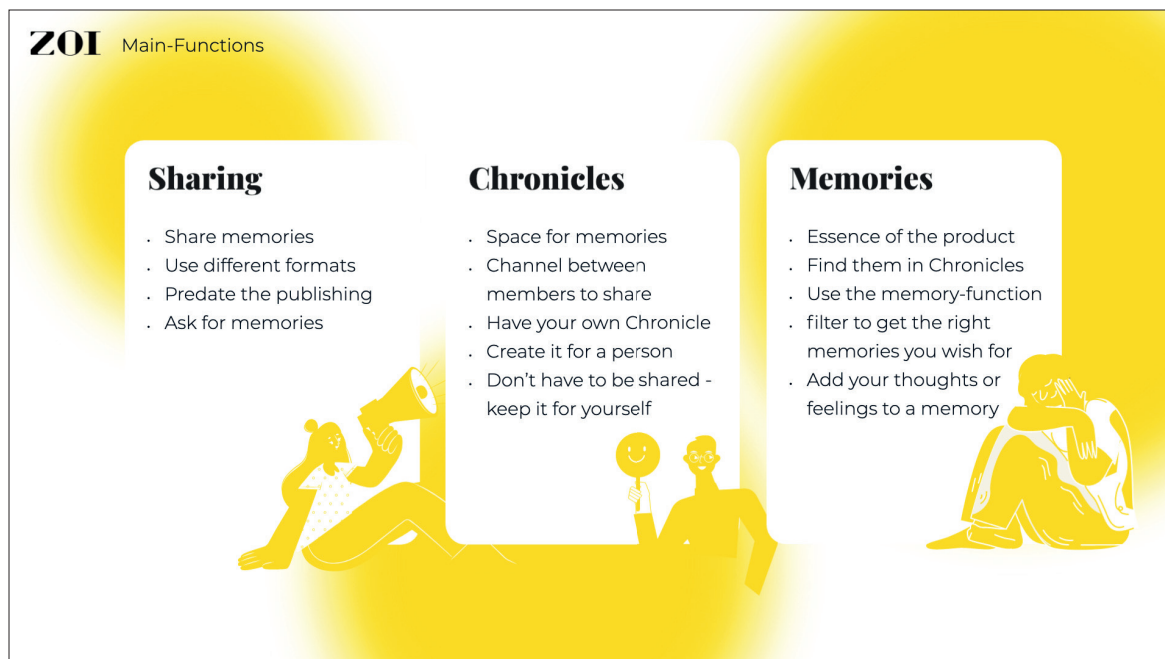 ZOI Main-Functions
Sharing
· Share memories
· Use different formats
· Predate the publishing
· Ask for memories
Chronicles
· Space for memories
· Channel between
members to share
· Have your own Chronicle
· Create it for a person
· Don't have to be shared -
keep it for yourself
Memories
· Essence of the product
· Find them in Chronicles
· Use the memory-function
· filter to get the right
memories you wish for
· Add your thoughts or
feelings to a memory